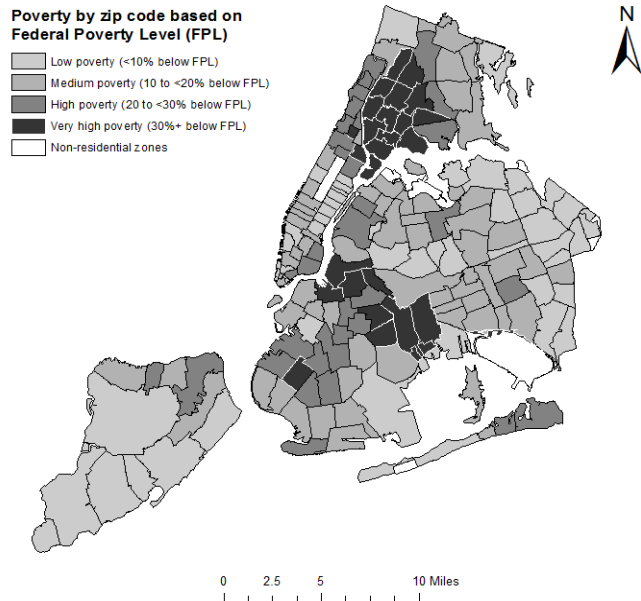 Poverty by zip code based on
Federal Poverty Level (FPL)
Low poverty (<10% below FPL)
Medium poverty (10 to <20% below FPL)
High poverty (20 to <30% below FPL)
Very high poverty (30%+ below FPL)
Non-residential zones
N
0 2.5 5 10 Miles